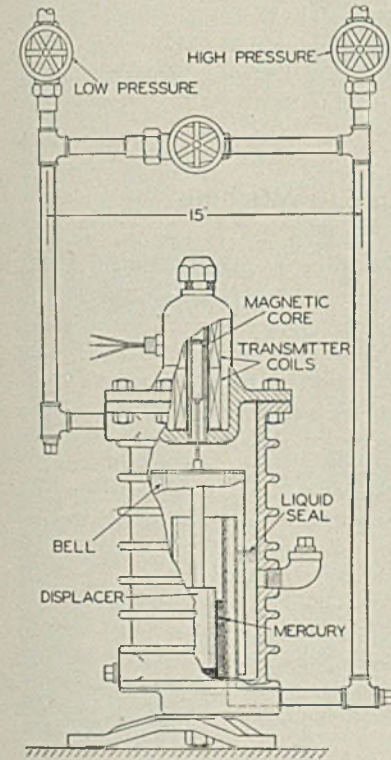 HIGH PRESSURE
LOW PRESSURE
15"
MAGNETIC
CORE
TRANSMITTER
COILS
LIQUID
SEAL
BELL
DISPLACER
MERCURY